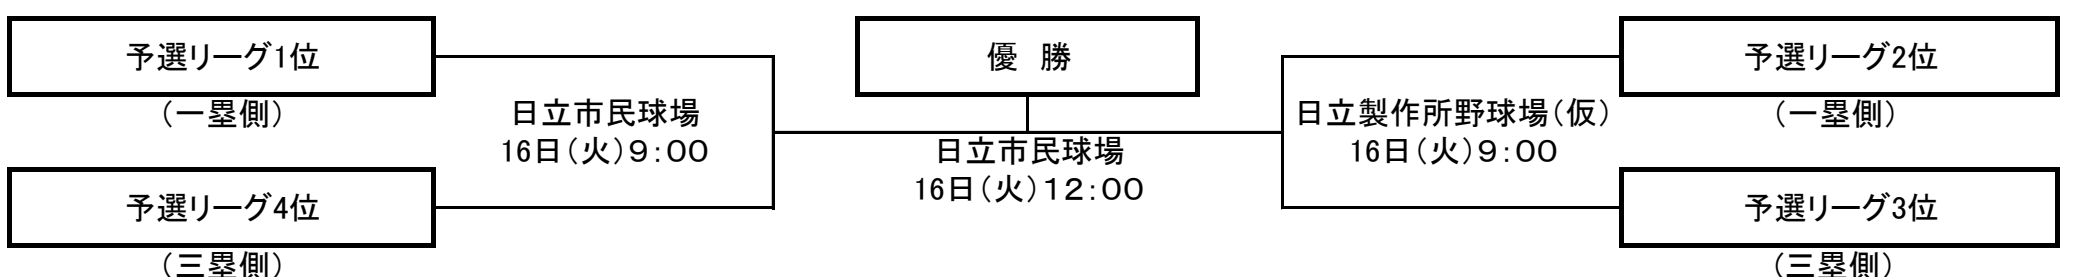 予選リーグ1位
(一塁側)
日立市民球場
16日(火)9:00
予選リーグ4位
(三塁側)
優　勝
日立市民球場
16日(火)12:00
予選リーグ2位
(一塁側)
日立製作所野球場(仮)
16日(火)9:00
予選リーグ3位
(三塁側)